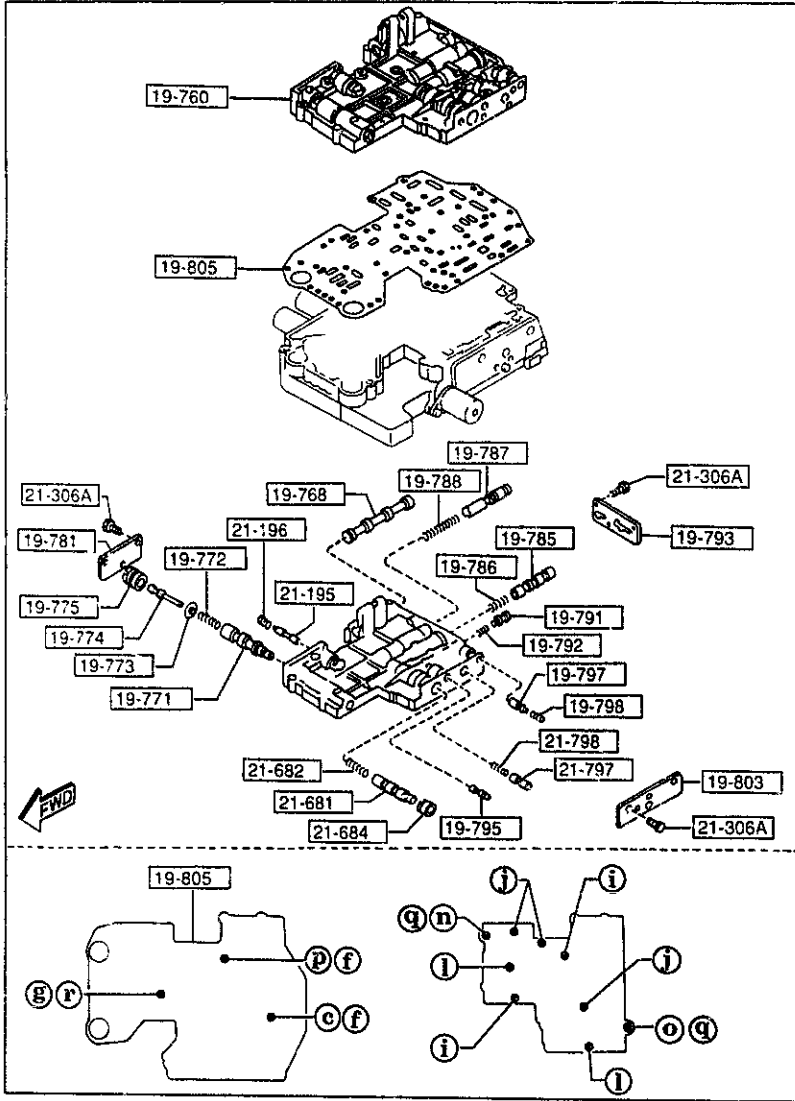 19-760
19-805
19-787
19-788
21-306A
19-768
21-306A
21-196
19-781
19-793
19-772
19-785
19-786
21-195
19-775
19-791
19-774
19-792
19-773
19-797
19-771
19-798
21-798
21-682
21-797
21-681
19-803
FWD
21-684
19-795
21-306A
19-805
j i
q n
p f
l
j
g r
c f
i
o q
l